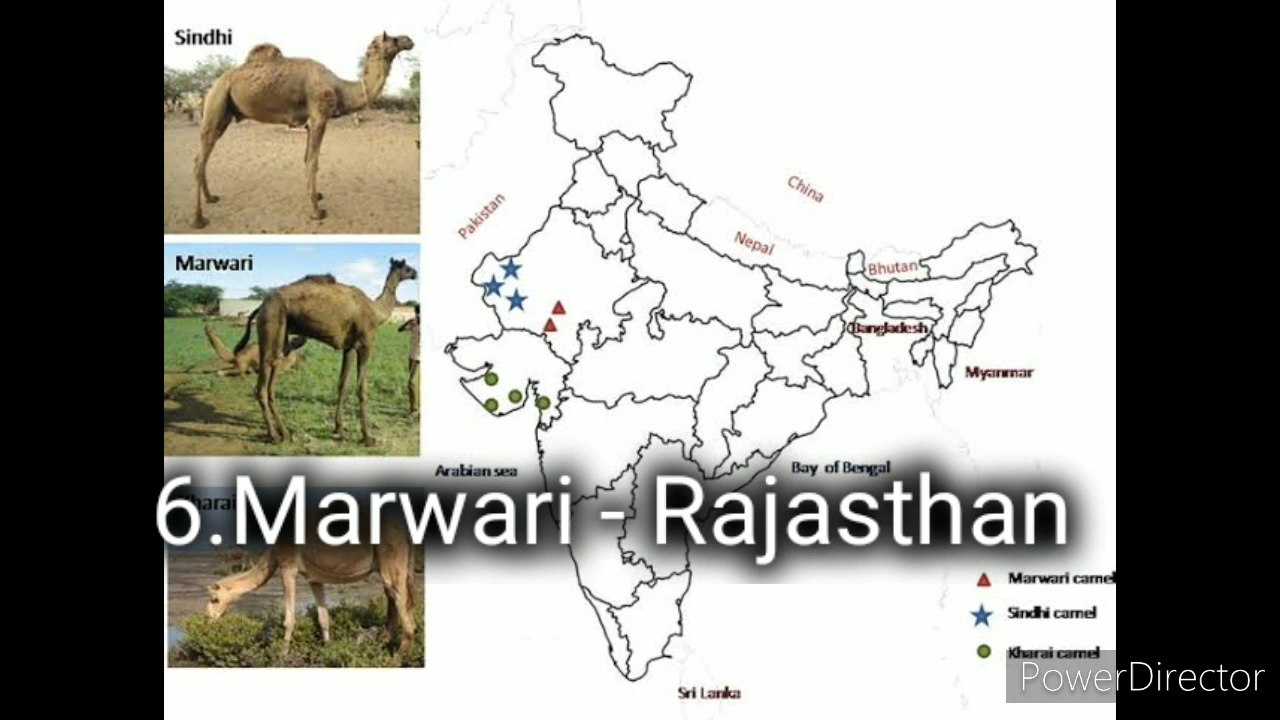 Sindhi
Marwari
China
Pakistan
Nepal
Bhutan
Bangladesh
Myanmar
Arabian sea
Bay of Bengal
6.Marwari - Rajasthan
Marwari camel
Sindhi camel
Kharai camel
PowerDirector
Sri Lanka